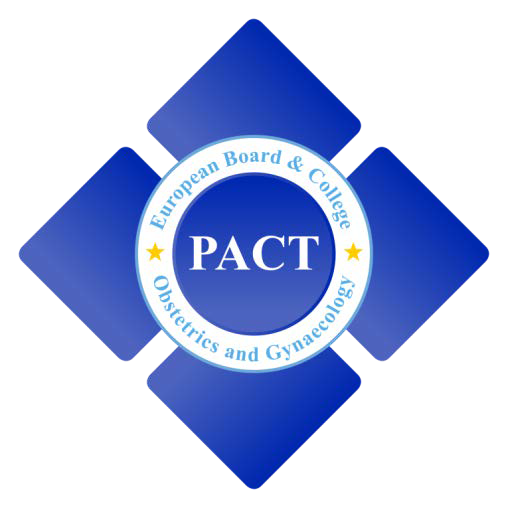 European Board & College
PACT
Obstetrics and Gynaecology